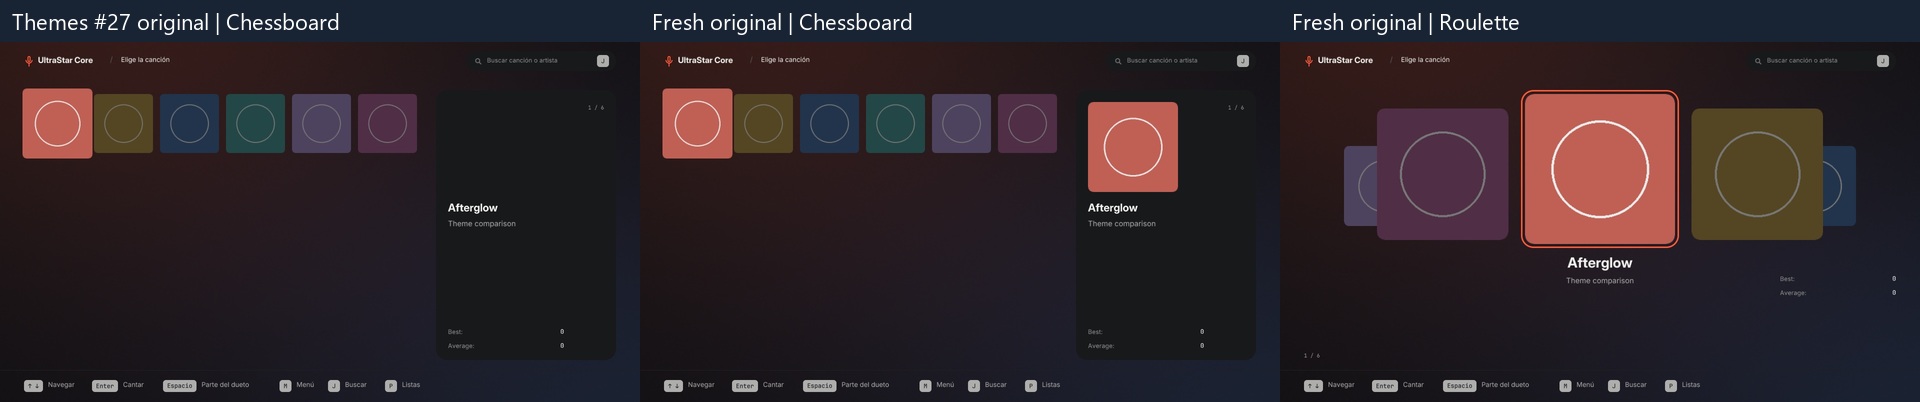 Themes #27 original | Chessboard
UltraStar Core / Elige la canción
Buscar canción o artista J
1 / 6
Afterglow
Theme comparison
Best: 0
Average: 0
↑ ↓ Navegar Enter Cantar Espacio Parte del dueto M Menú J Buscar P Listas
Fresh original | Chessboard
UltraStar Core / Elige la canción
Buscar canción o artista J
1 / 6
Afterglow
Theme comparison
Best: 0
Average: 0
↑ ↓ Navegar Enter Cantar Espacio Parte del dueto M Menú J Buscar P Listas
Fresh original | Roulette
UltraStar Core / Elige la canción
Buscar canción o artista J
Afterglow
Theme comparison
Best: 0
Average: 0
1 / 6
↑ ↓ Navegar Enter Cantar Espacio Parte del dueto M Menú J Buscar P Listas